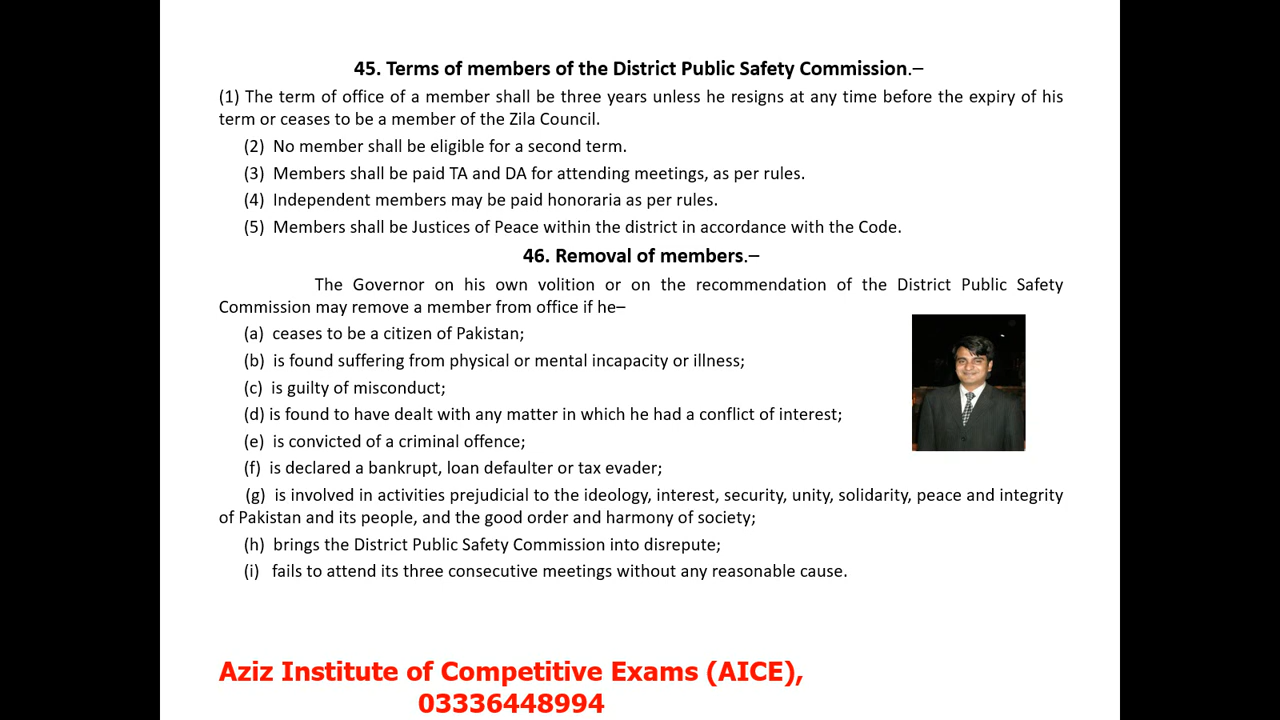 45. Terms of members of the District Public Safety Commission.–
(1) The term of office of a member shall be three years unless he resigns at any time before the expiry of his
term or ceases to be a member of the Zila Council.
(2) No member shall be eligible for a second term.
(3) Members shall be paid TA and DA for attending meetings, as per rules.
(4) Independent members may be paid honoraria as per rules.
(5) Members shall be Justices of Peace within the district in accordance with the Code.
46. Removal of members.–
The Governor on his own volition or on the recommendation of the District Public Safety
Commission may remove a member from office if he–
(a) ceases to be a citizen of Pakistan;
(b) is found suffering from physical or mental incapacity or illness;
(c) is guilty of misconduct;
(d) is found to have dealt with any matter in which he had a conflict of interest;
(e) is convicted of a criminal offence;
(f) is declared a bankrupt, loan defaulter or tax evader;
(g) is involved in activities prejudicial to the ideology, interest, security, unity, solidarity, peace and integrity
of Pakistan and its people, and the good order and harmony of society;
(h) brings the District Public Safety Commission into disrepute;
(i) fails to attend its three consecutive meetings without any reasonable cause.
Aziz Institute of Competitive Exams (AICE),
03336448994